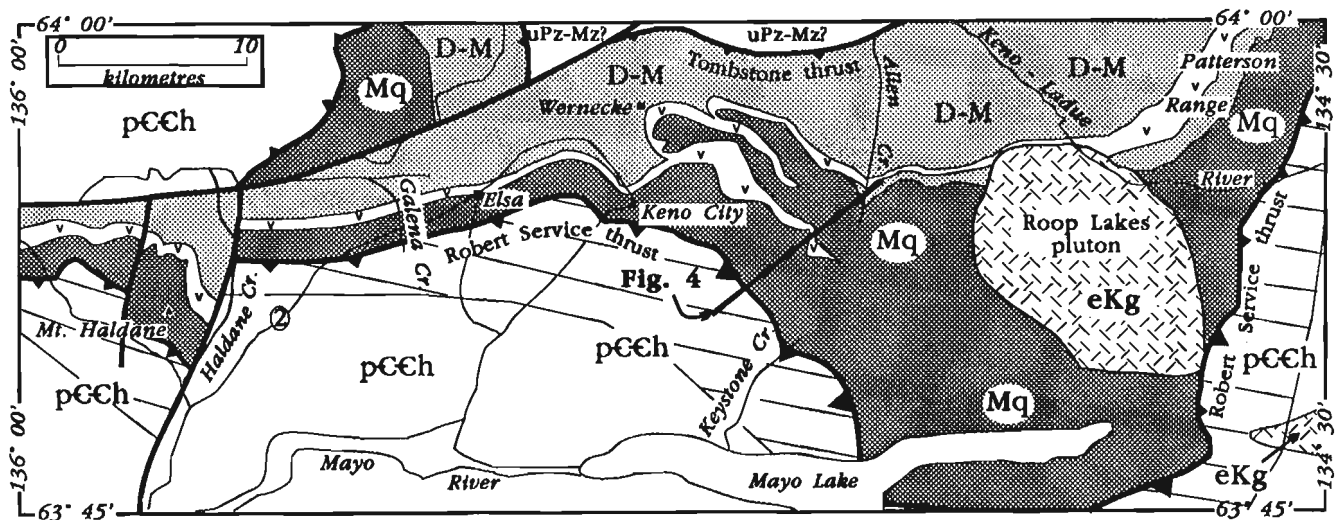 64° 00'
64° 00'
136° 00'
134° 30'
0 10
kilometres
D-M
uPz-Mz?
uPz-Mz?
Tombstone thrust
D-M
Mq
pЄЄh
Wernecke
Allen Cr
Keno - Ladue River
D-M
D-M
Patterson Range
Mq
Galena Cr.
Elsa
Keno City
Robert Service thrust
Fig. 4
Mq
Roop Lakes
pluton
eKg
Robert Service thrust
Mt. Haldane
Haldane Cr.
2
pЄЄh
pЄЄh
pЄЄh
pЄЄh
Keystone Cr
Mq
Mayo River
Mayo Lake
eKg
136° 00'
134° 30'
63° 45'
63° 45'